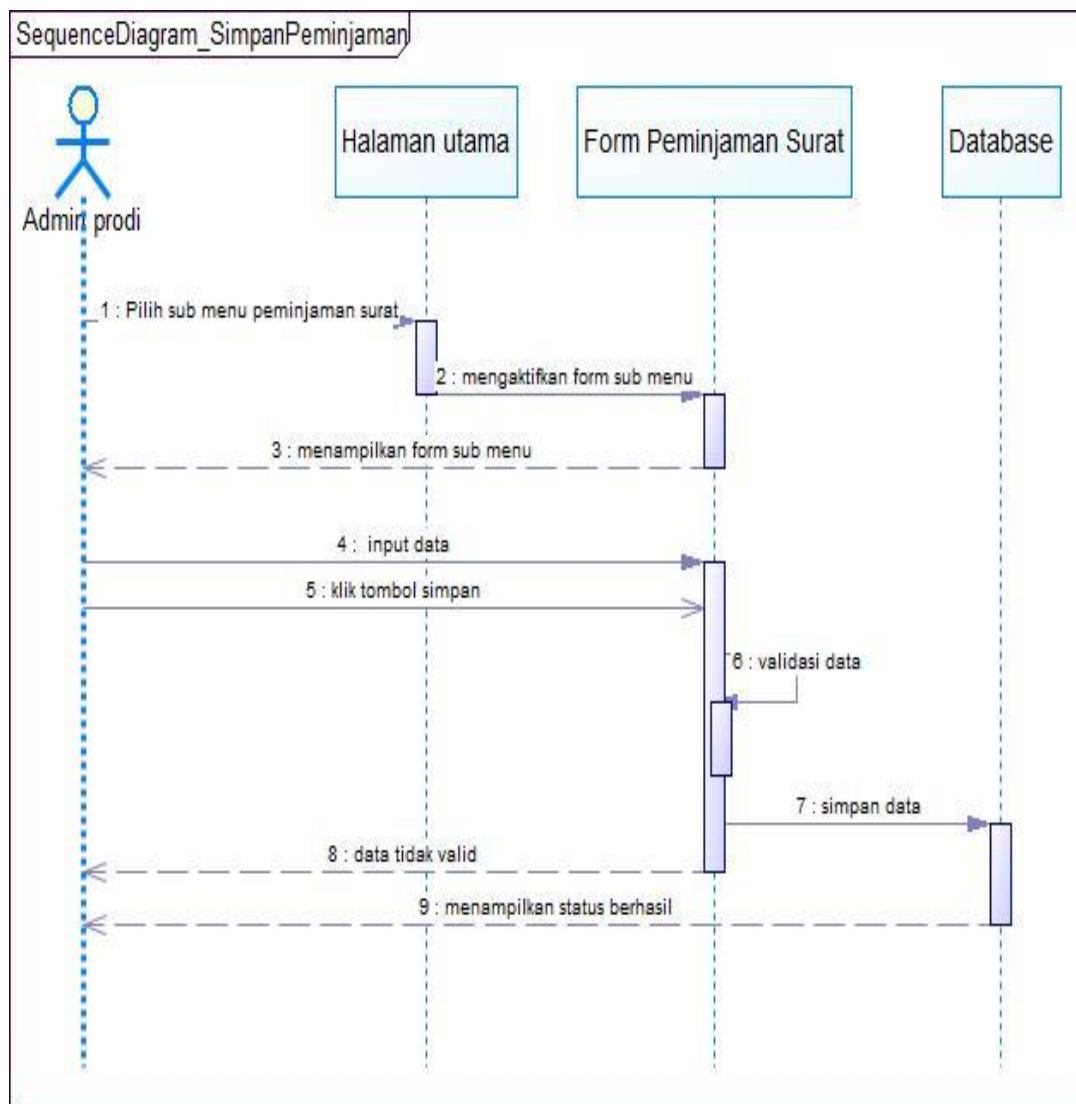 SequenceDiagram_SimpanPeminjaman
Admin prodi
Halaman utama
Form Peminjaman Surat
Database
1 : Pilih sub menu peminjaman surat
2 : mengaktifkan form sub menu
3 : menampilkan form sub menu
4 : input data
5 : klik tombol simpan
6 : validasi data
7 : simpan data
8 : data tidak valid
9 : menampilkan status berhasil